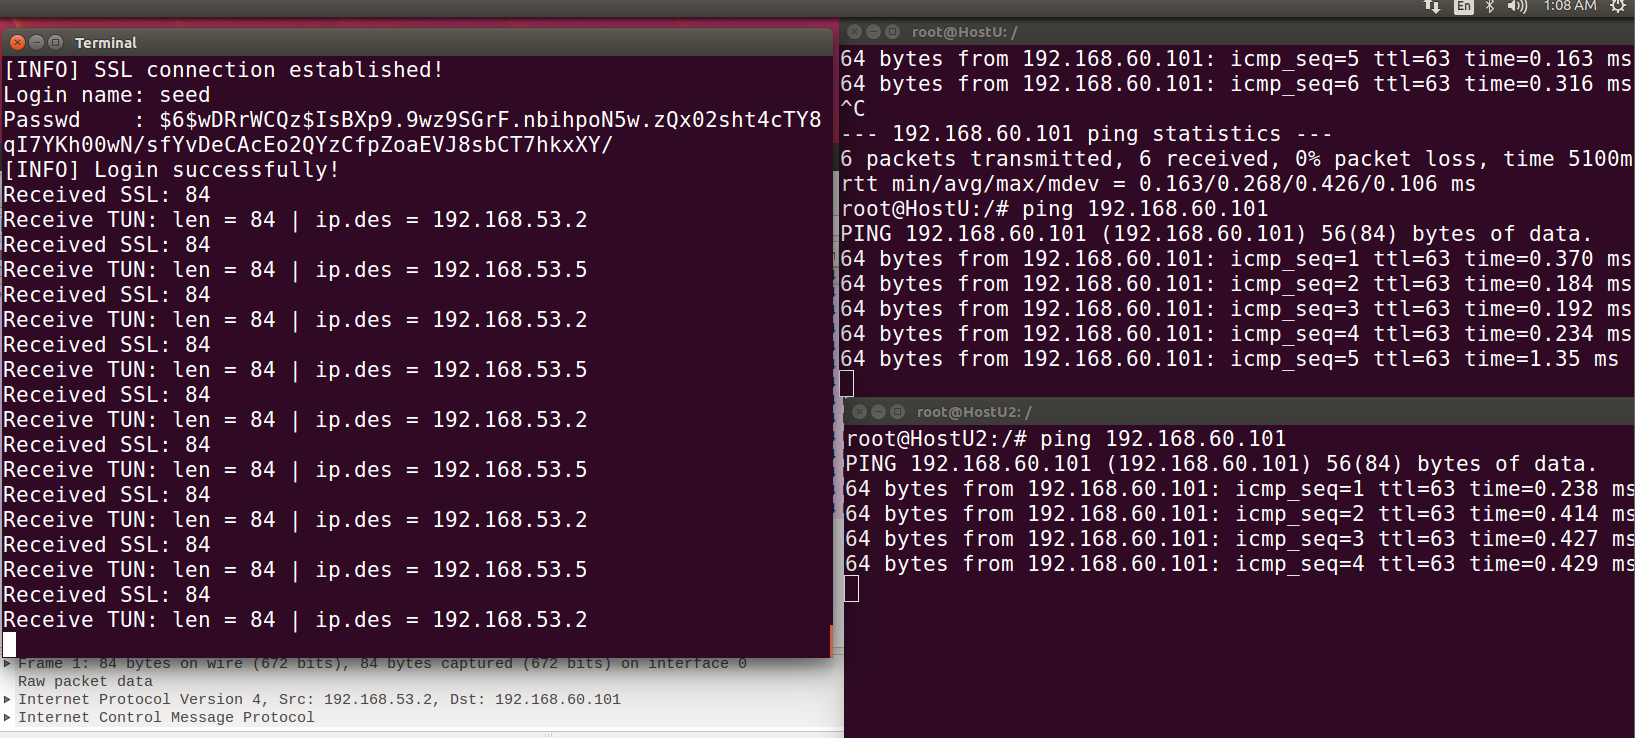 En 1:08 AM
Terminal
[INFO] SSL connection established!
Login name: seed
Passwd    : $6$wDRrWCQz$IsBXp9.9wz9SGrF.nbihpoN5w.zQx02sht4cTY8
qI7YKh00wN/sfYvDeCAcEo2QYzCfpZoaEVJ8sbCT7hkxXY/
[INFO] Login successfully!
Received SSL: 84
Receive TUN: len = 84 | ip.des = 192.168.53.2
Received SSL: 84
Receive TUN: len = 84 | ip.des = 192.168.53.5
Received SSL: 84
Receive TUN: len = 84 | ip.des = 192.168.53.2
Received SSL: 84
Receive TUN: len = 84 | ip.des = 192.168.53.5
Received SSL: 84
Receive TUN: len = 84 | ip.des = 192.168.53.2
Received SSL: 84
Receive TUN: len = 84 | ip.des = 192.168.53.5
Received SSL: 84
Receive TUN: len = 84 | ip.des = 192.168.53.2
Received SSL: 84
Receive TUN: len = 84 | ip.des = 192.168.53.5
Received SSL: 84
Receive TUN: len = 84 | ip.des = 192.168.53.2
Frame 1: 84 bytes on wire (672 bits), 84 bytes captured (672 bits) on interface 0
Raw packet data
Internet Protocol Version 4, Src: 192.168.53.2, Dst: 192.168.60.101
Internet Control Message Protocol
root@HostU: /
64 bytes from 192.168.60.101: icmp_seq=5 ttl=63 time=0.163 ms
64 bytes from 192.168.60.101: icmp_seq=6 ttl=63 time=0.316 ms
^C
--- 192.168.60.101 ping statistics ---
6 packets transmitted, 6 received, 0% packet loss, time 5100m
rtt min/avg/max/mdev = 0.163/0.268/0.426/0.106 ms
root@HostU:/# ping 192.168.60.101
PING 192.168.60.101 (192.168.60.101) 56(84) bytes of data.
64 bytes from 192.168.60.101: icmp_seq=1 ttl=63 time=0.370 ms
64 bytes from 192.168.60.101: icmp_seq=2 ttl=63 time=0.184 ms
64 bytes from 192.168.60.101: icmp_seq=3 ttl=63 time=0.192 ms
64 bytes from 192.168.60.101: icmp_seq=4 ttl=63 time=0.234 ms
64 bytes from 192.168.60.101: icmp_seq=5 ttl=63 time=1.35 ms
root@HostU2: /
root@HostU2:/# ping 192.168.60.101
PING 192.168.60.101 (192.168.60.101) 56(84) bytes of data.
64 bytes from 192.168.60.101: icmp_seq=1 ttl=63 time=0.238 ms
64 bytes from 192.168.60.101: icmp_seq=2 ttl=63 time=0.414 ms
64 bytes from 192.168.60.101: icmp_seq=3 ttl=63 time=0.427 ms
64 bytes from 192.168.60.101: icmp_seq=4 ttl=63 time=0.429 ms